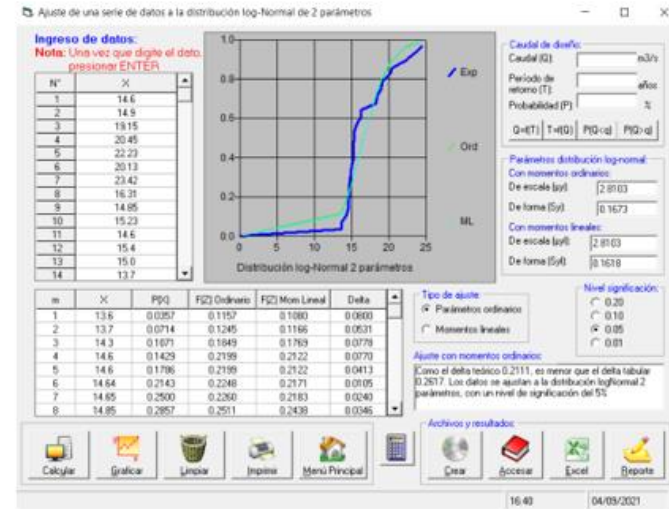 Ajuste de una serie de datos a la distribución log-Normal de 2 parámetros
Ingreso de datos:
Nota: Una vez que digite el dato,
presionar ENTER
N° X
1 14.6
2 14.9
3 19.15
4 20.45
5 22.23
6 20.13
7 23.42
8 16.31
9 14.85
10 15.23
11 14.6
12 15.4
13 15.0
14 13.7
1.0
0.8
0.6
0.4
0.2
0.0
0 5 10 15 20 25
Distribución log-Normal 2 parámetros
Exp
Ord
ML
Caudal de diseño:
Caudal (Q): m3/s
Período de
retorno (T): años
Probabilidad (P): %
Q=f(T) T=f(Q) P(Q<q) P(Q>q)
Parámetros distribución log-normal:
Con momentos ordinarios:
De escala (µy): 2.8103
De forma (Sy): 0.1673
Con momentos lineales:
De escala (µyl): 2.8103
De forma (Syl): 0.1618
m X P(X) F(Z) Ordinario F(Z) Mom Lineal Delta
1 13.6 0.0357 0.1157 0.1080 0.0800
2 13.7 0.0714 0.1245 0.1166 0.0531
3 14.3 0.1071 0.1849 0.1769 0.0778
4 14.6 0.1429 0.2199 0.2122 0.0770
5 14.6 0.1786 0.2199 0.2122 0.0413
6 14.64 0.2143 0.2248 0.2171 0.0105
7 14.65 0.2500 0.2260 0.2183 0.0240
8 14.85 0.2857 0.2511 0.2438 0.0346
Tipo de ajuste:
Parámetros ordinarios
Momentos lineales
Nivel significación:
0.20
0.10
0.05
0.01
Ajuste con momentos ordinarios:
Como el delta teórico 0.2111, es menor que el delta tabular
0.2617. Los datos se ajustan a la distribución logNormal 2
parámetros, con un nivel de significación del 5%
Calcular Graficar Limpiar Imprimir Menú Principal
Archivos y resultados:
Crear Accesar Excel Reporte
16:40 04/09/2021